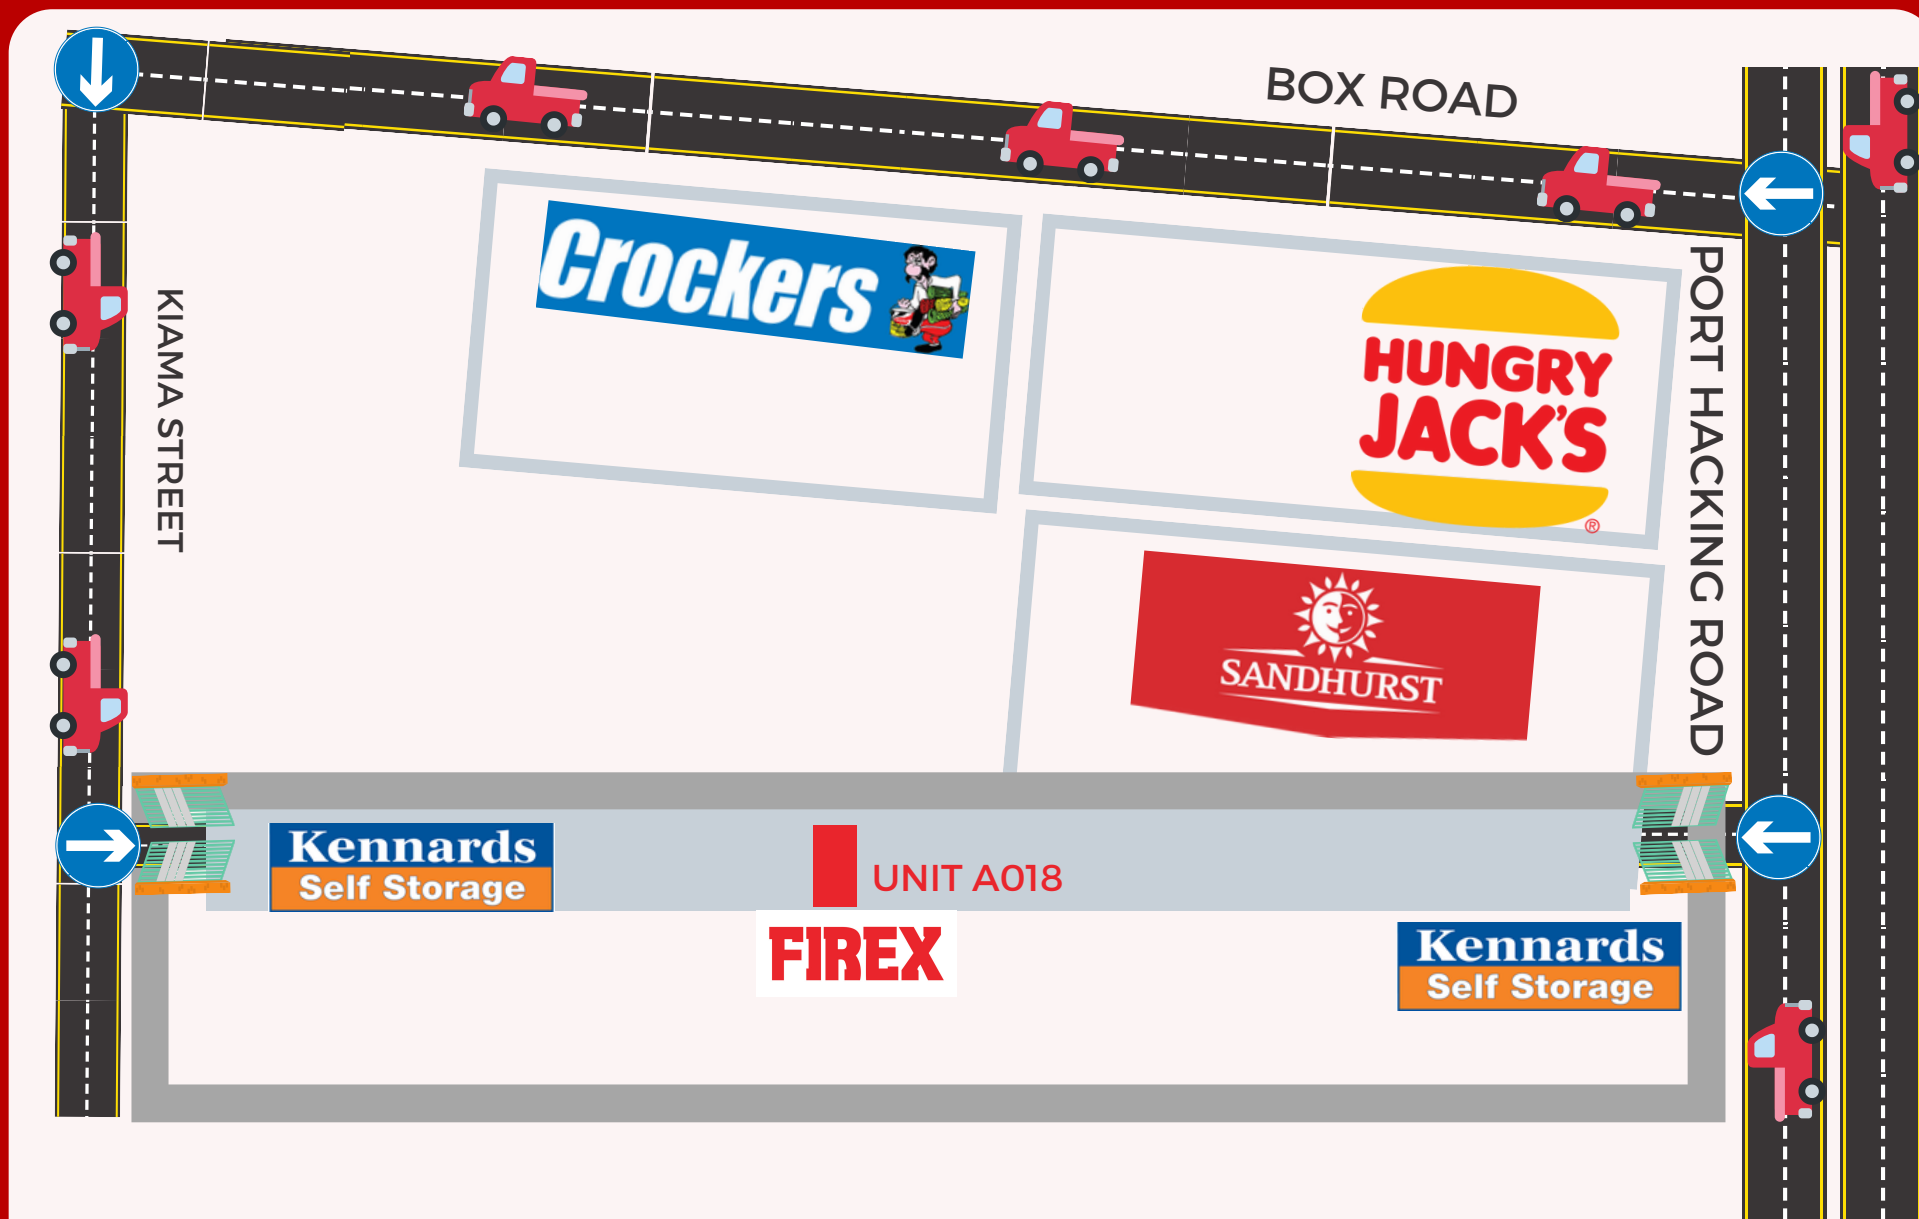 BOX ROAD
Crockers
HUNGRY
JACK'S
®
KIAMA STREET
PORT HACKING ROAD
SANDHURST
Kennards
Self Storage
UNIT A018
FIREX
Kennards
Self Storage